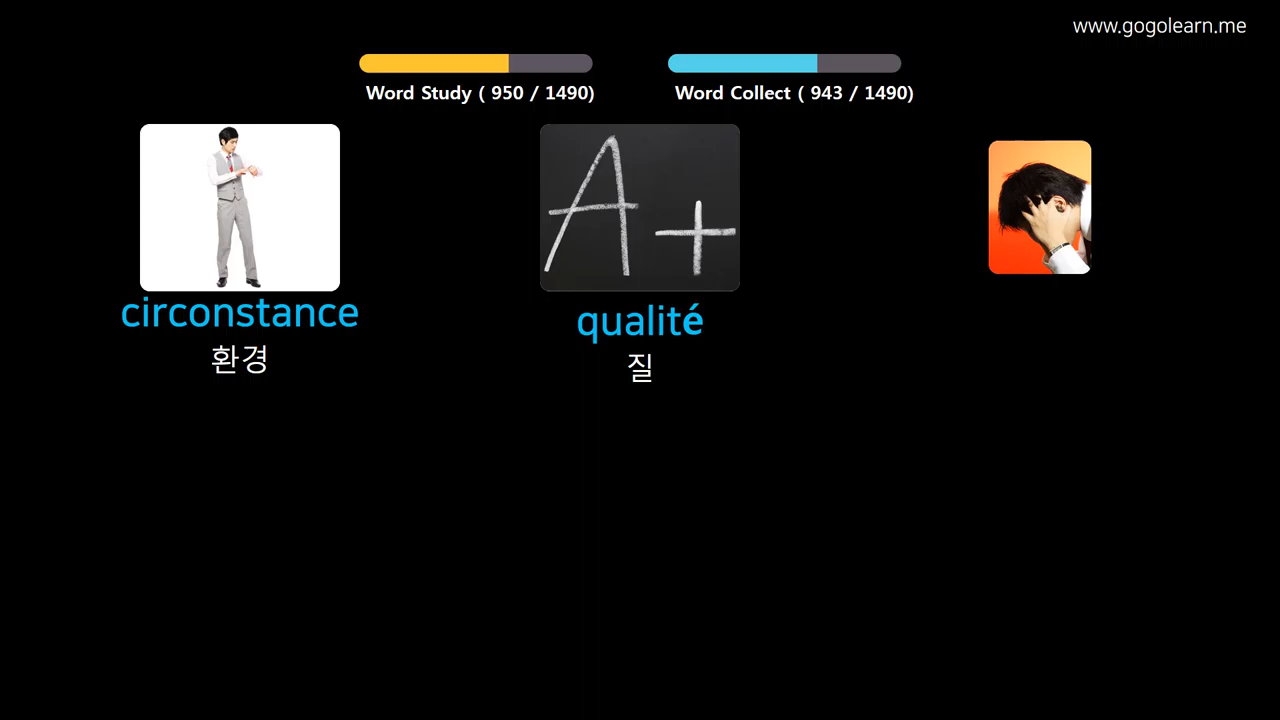 www.gogolearn.me
Word Study ( 950 / 1490)
Word Collect ( 943 / 1490)
A+
circonstance
환경
qualité
질